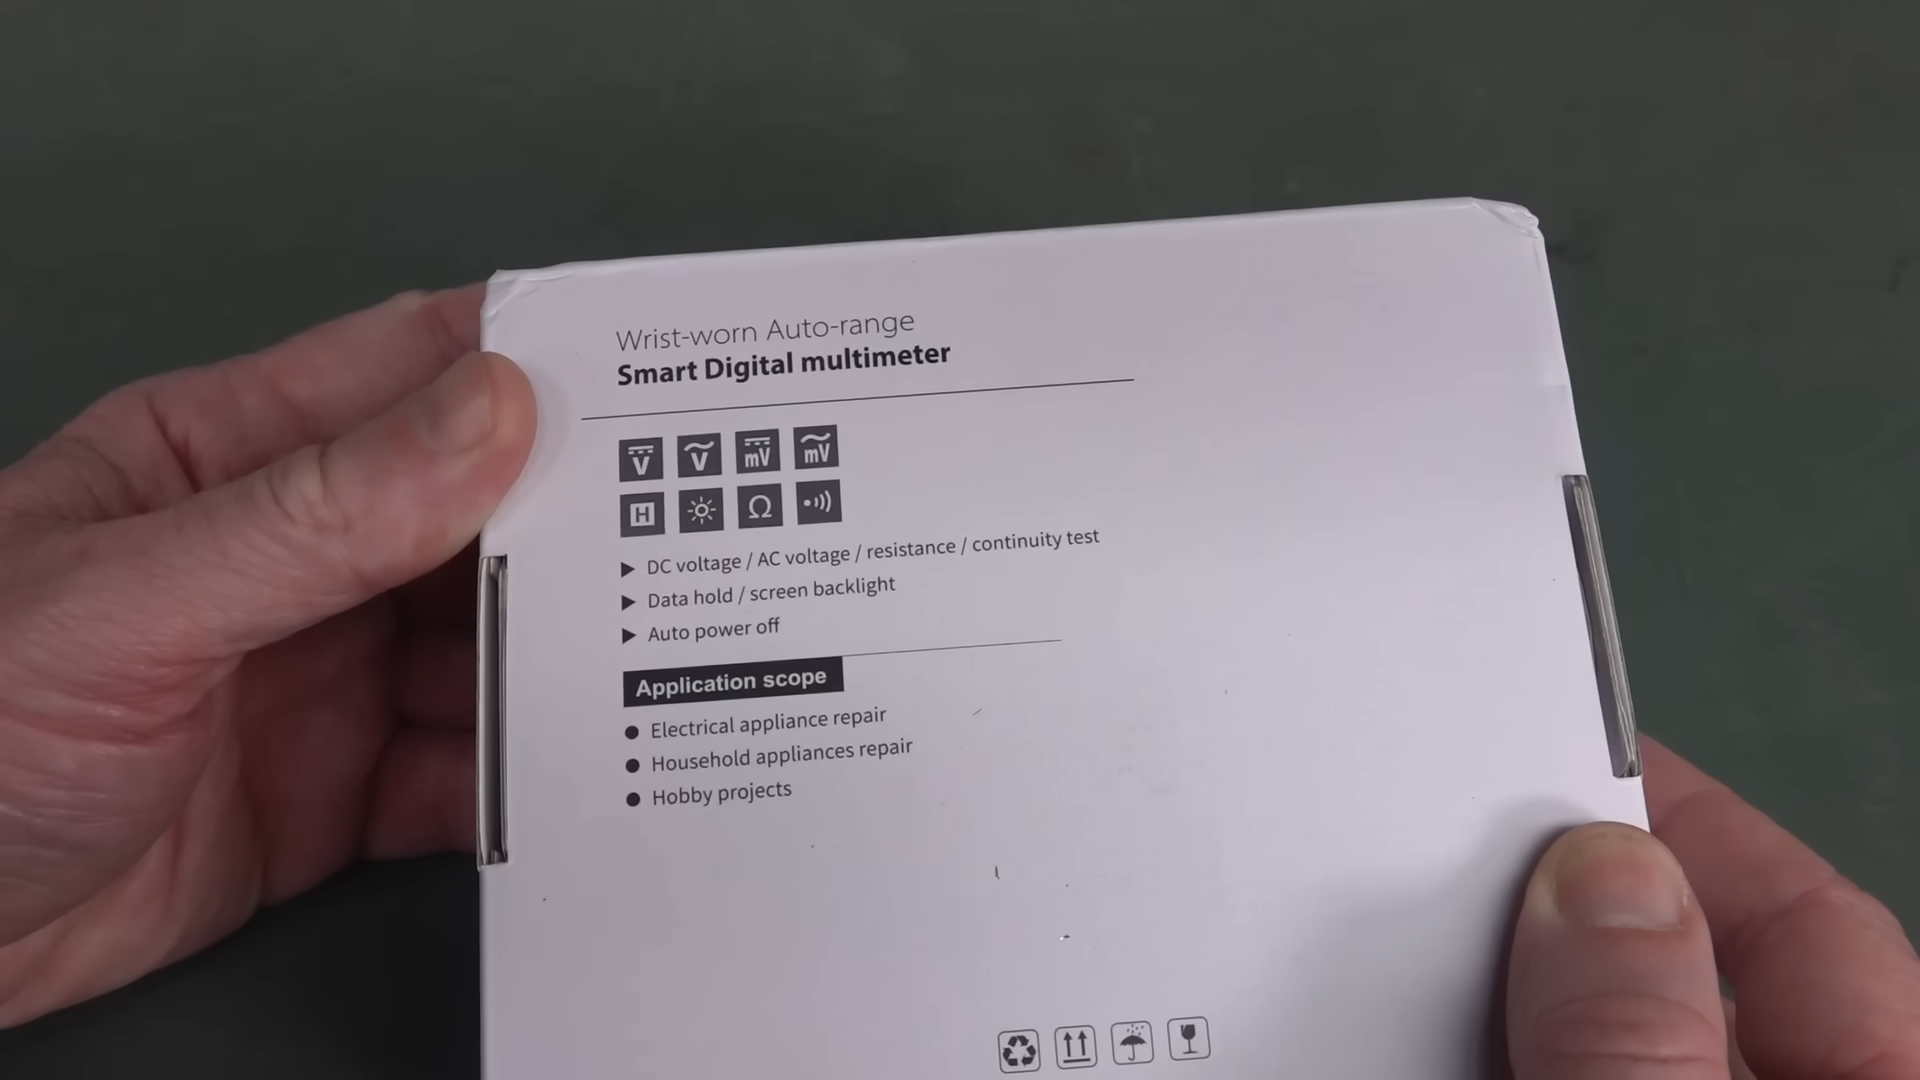 Wrist-worn Auto-range
Smart Digital multimeter
V V mV mV
H Ω
DC voltage / AC voltage / resistance / continuity test
Data hold / screen backlight
Auto power off
Application scope
Electrical appliance repair
Household appliances repair
Hobby projects